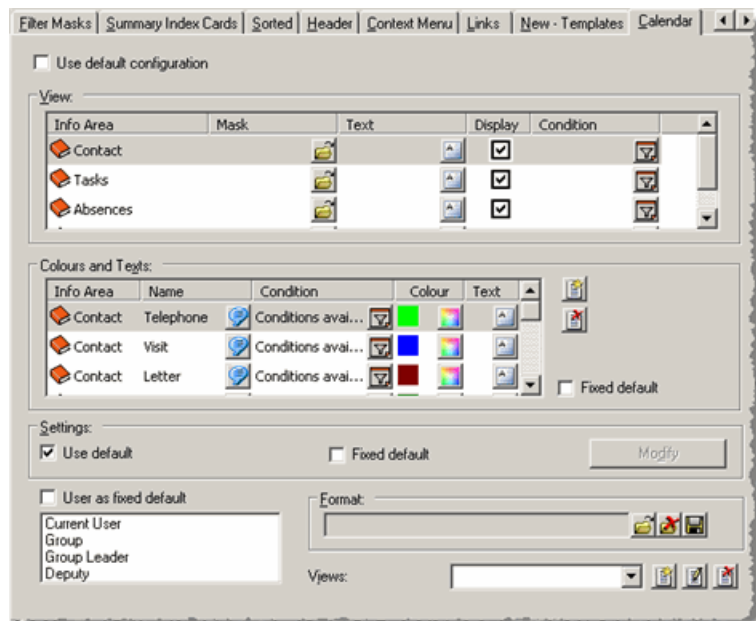 Filter Masks Summary Index Cards Sorted Header Context Menu Links New - Templates Calendar
Use default configuration
View:
Info Area Mask Text Display Condition
Contact
Tasks
Absences
Colours and Texts:
Info Area Name Condition Colour Text
Contact Telephone Conditions avai...
Contact Visit Conditions avai...
Contact Letter Conditions avai...
Fixed default
Settings:
Use default Fixed default Modify
User as fixed default
Format:
Current User
Group
Group Leader
Deputy
Views: